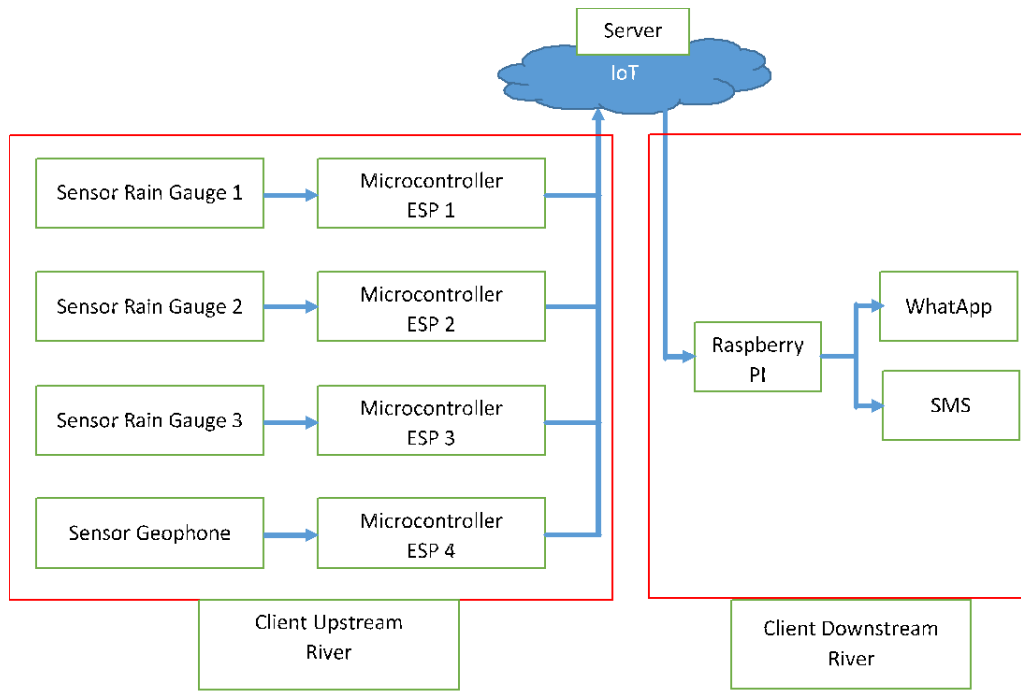 Server
IoT
Sensor Rain Gauge 1
Microcontroller
ESP 1
Sensor Rain Gauge 2
Microcontroller
ESP 2
Sensor Rain Gauge 3
Microcontroller
ESP 3
Sensor Geophone
Microcontroller
ESP 4
Client Upstream
River
Raspberry
PI
WhatApp
SMS
Client Downstream
River